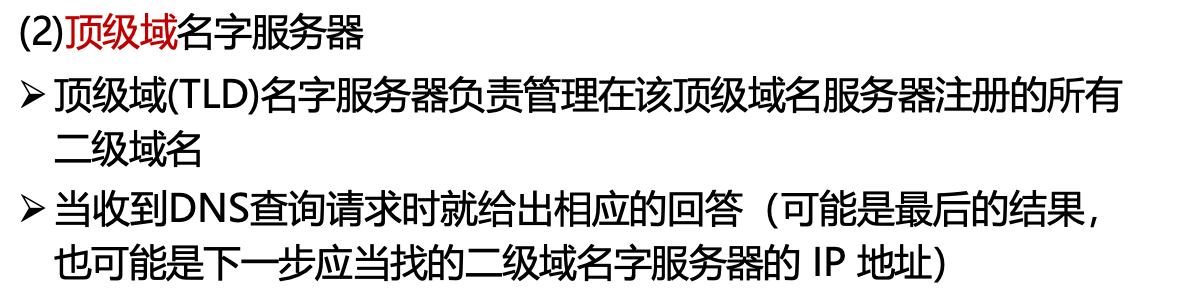 (2)顶级域名字服务器
➢ 顶级域(TLD)名字服务器负责管理在该顶级域名服务器注册的所有
二级域名
➢ 当收到DNS查询请求时就给出相应的回答（可能是最后的结果，
也可能是下一步应当找的二级域名字服务器的 IP 地址）